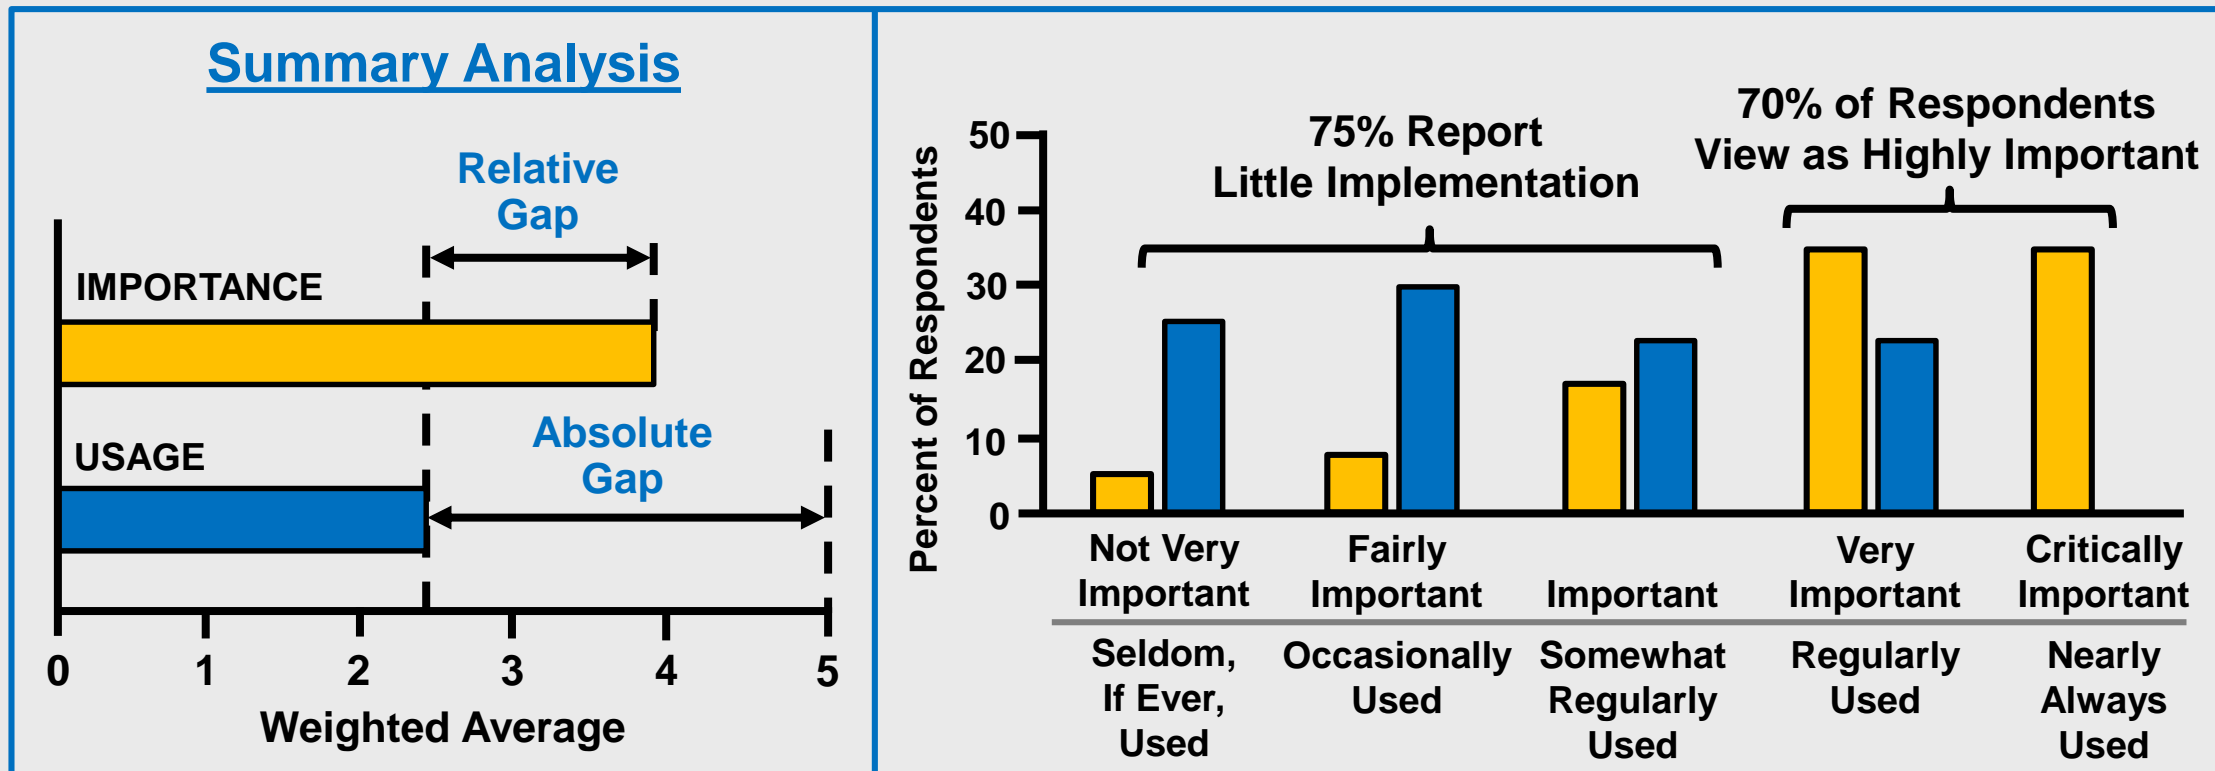 Summary Analysis
Relative
Gap
IMPORTANCE
USAGE
Absolute
Gap
0 1 2 3 4 5
Weighted Average
Percent of Respondents
50
40
30
20
10
0
75% Report
Little Implementation
70% of Respondents
View as Highly Important
Not Very
Important
Fairly
Important
Important
Very
Important
Critically
Important
Seldom,
If Ever,
Used
Occasionally
Used
Somewhat
Regularly
Used
Regularly
Used
Nearly
Always
Used